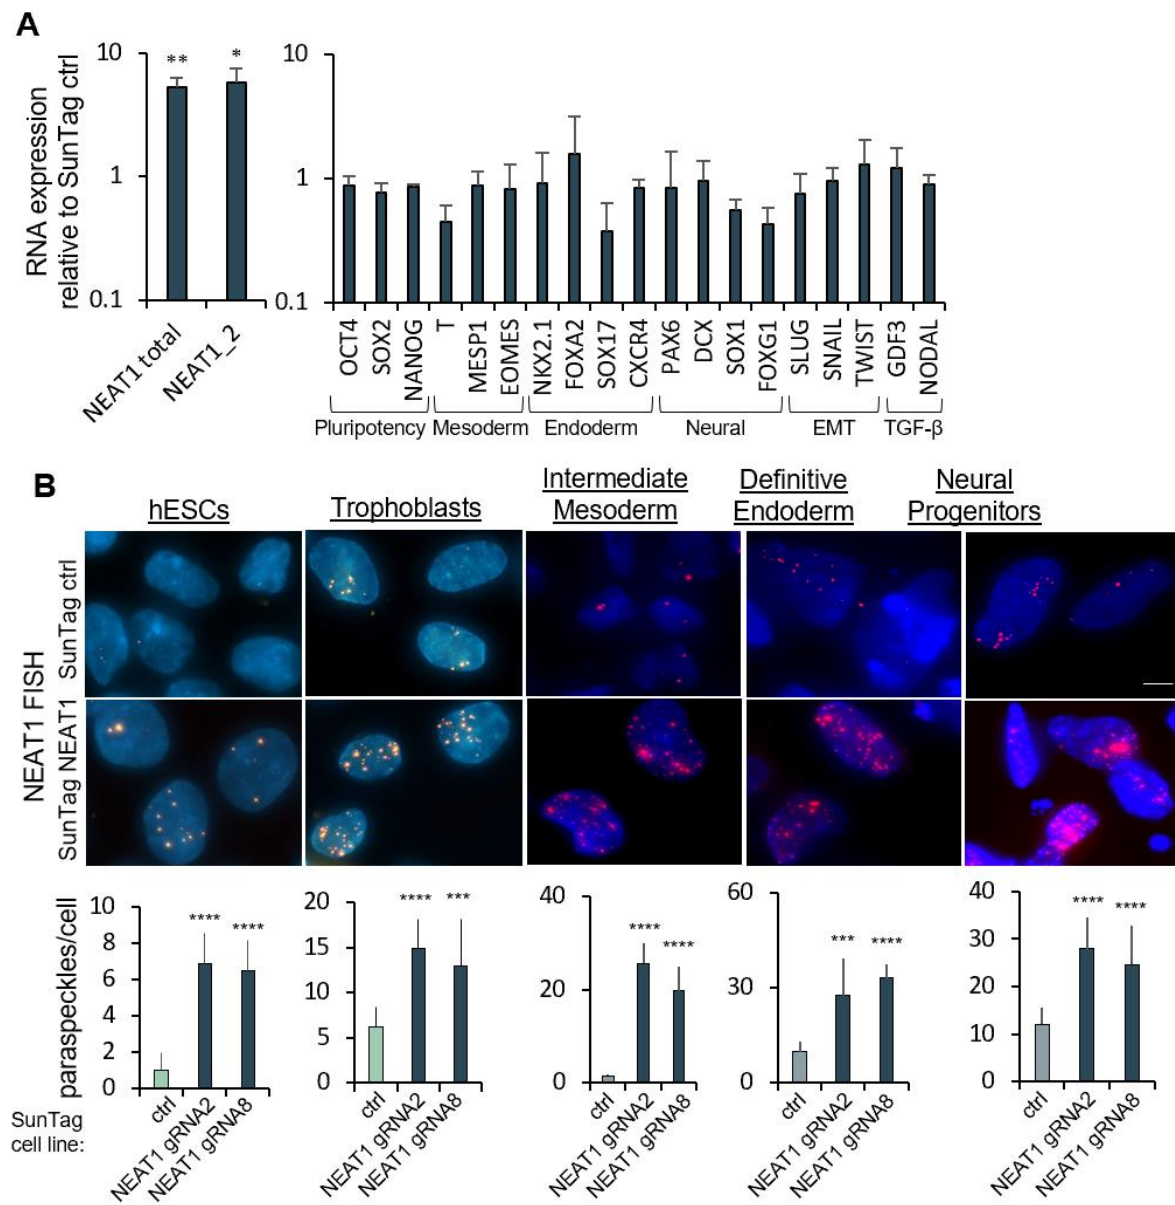 A
RNA expression
relative to SunTag ctrl
10
1
0.1
** *
NEAT1 total
NEAT1_2
10
1
0.1
OCT4
SOX2
NANOG
T
MESP1
EOMES
NKX2.1
FOXA2
SOX17
CXCR4
PAX6
DCX
SOX1
FOXG1
SLUG
SNAIL
TWIST
GDF3
NODAL
Pluripotency Mesoderm Endoderm Neural EMT TGF-β
B
hESCs
Trophoblasts
Intermediate
Mesoderm
Definitive
Endoderm
Neural
Progenitors
NEAT1 FISH
SunTag ctrl
SunTag NEAT1
paraspeckles/cell
10
8
6
4
2
0
**** ****
ctrl
NEAT1 gRNA2
NEAT1 gRNA8
20
15
10
5
0
**** ***
ctrl
NEAT1 gRNA2
NEAT1 gRNA8
40
20
0
**** ****
ctrl
NEAT1 gRNA2
NEAT1 gRNA8
60
30
0
*** ****
ctrl
NEAT1 gRNA2
NEAT1 gRNA8
40
30
20
10
0
**** ****
ctrl
NEAT1 gRNA2
NEAT1 gRNA8
SunTag
cell line: